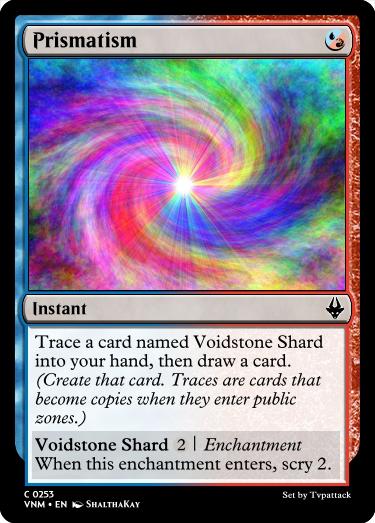 Prismatism
Instant
Trace a card named Voidstone Shard
into your hand, then draw a card.
(Create that card. Traces are cards that
become copies when they enter public
zones.)
Voidstone Shard 2 | Enchantment
When this enchantment enters, scry 2.
C 0253
VNM • EN ShalthaKay
Set by Tvpattack